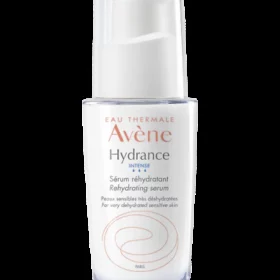 EAU THERMALE
Avène
Hydrance
INTENSE
Sérum réhydratant
Rehydrating serum
Peaux sensibles très déshydratées
For very dehydrated sensitive skin